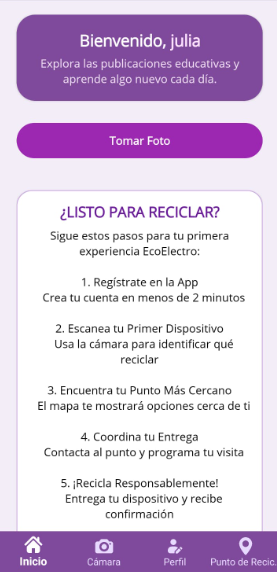 Bienvenido, julia
Explora las publicaciones educativas y
aprende algo nuevo cada día.
Tomar Foto
¿LISTO PARA RECICLAR?
Sigue estos pasos para tu primera
experiencia EcoElectro:
1. Regístrate en la App
Crea tu cuenta en menos de 2 minutos
2. Escanea tu Primer Dispositivo
Usa la cámara para identificar qué
reciclar
3. Encuentra tu Punto Más Cercano
El mapa te mostrará opciones cerca de ti
4. Coordina tu Entrega
Contacta al punto y programa tu visita
5. ¡Recicla Responsablemente!
Entrega tu dispositivo y recibe
confirmación
Inicio
Cámara
Perfil
Punto de Recic.